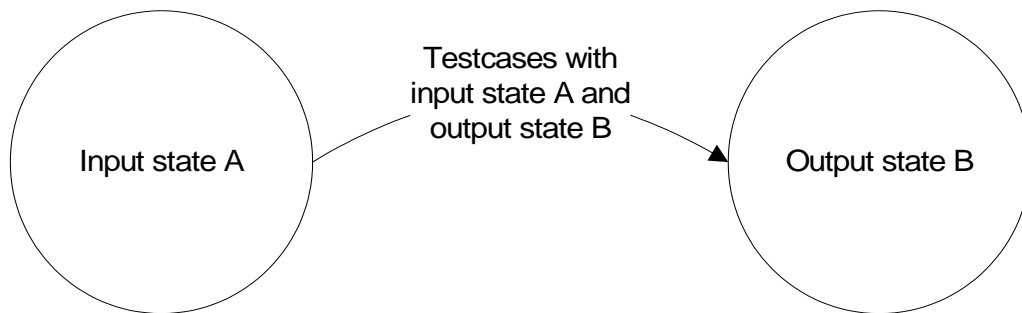 Input state A
Testcases with
input state A and
output state B
Output state B